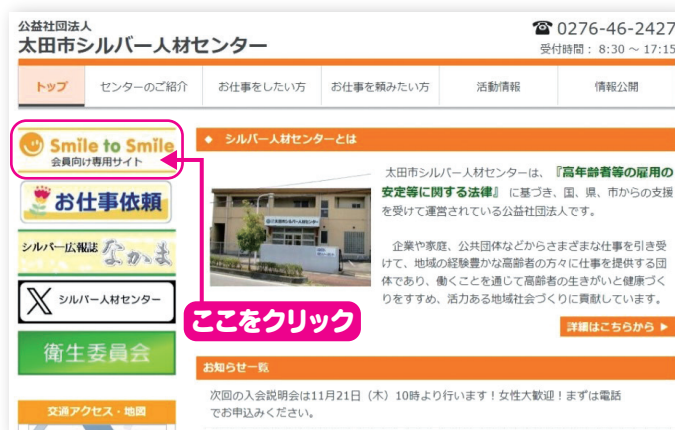 公益社団法人
太田市シルバー人材センター
☎ 0276-46-2427
受付時間： 8:30 ～ 17:15
トップ
センターのご紹介
お仕事をしたい方
お仕事を頼みたい方
活動情報
情報公開
Smile to Smile
会員向け専用サイト
お仕事依頼
シルバー広報誌 なかま
X シルバー人材センター
衛生委員会
交通アクセス・地図
◆ シルバー人材センターとは
太田市シルバー人材センターは、『高年齢者等の雇用の
安定等に関する法律』 に基づき、国、県、市からの支援
を受けて運営されている公益社団法人です。
企業や家庭、公共団体などからさまざまな仕事を引き受
けて、地域の経験豊かな高齢者の方々に仕事を提供する団
体であり、働くことを通じて高齢者の生きがいと健康づく
りをすすめ、活力ある地域社会づくりに貢献しています。
ここをクリック
詳細はこちらから ▶
お知らせ一覧
次回の入会説明会は11月21日（木）10時より行います！女性大歓迎！まずは電話
でお申込みください。